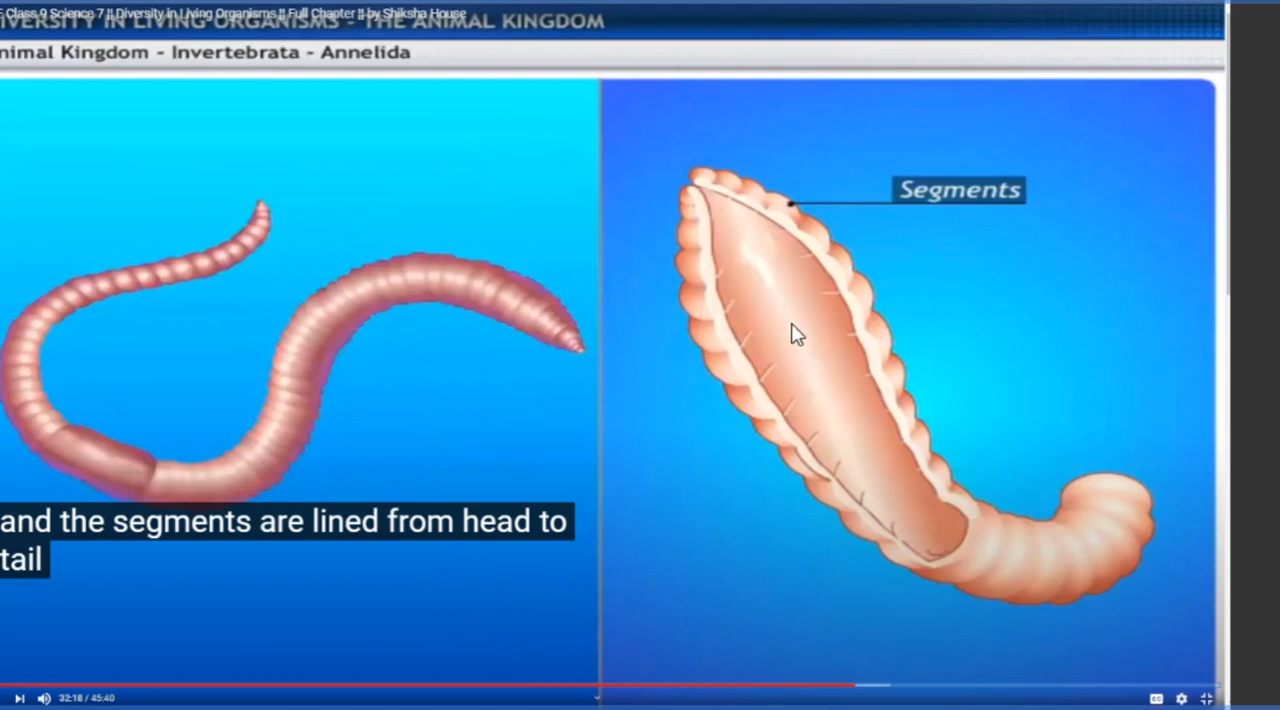 Class 9 Science 7 || Diversity in Living Organisms || Full Chapter || by Shiksha House
IVERSITY IN LIVING ORGANISMS - THE ANIMAL KINGDOM
nimal Kingdom - Invertebrata - Annelida
Segments
and the segments are lined from head to
tail
32:18 / 45:40